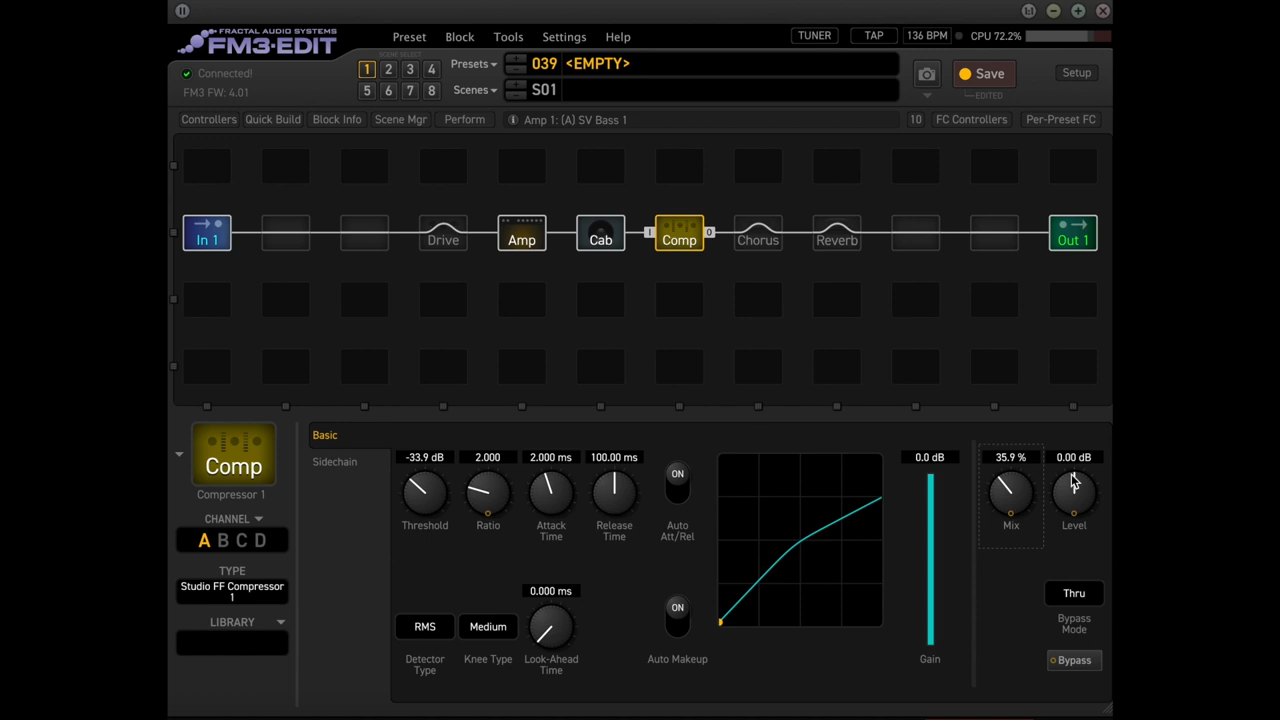 FRACTAL AUDIO SYSTEMS
FM3-EDIT
Preset Block Tools Settings Help
TUNER TAP 136 BPM CPU 72.2%
Connected!
FM3 FW: 4.01
SCENE SELECT
1 2 3 4
5 6 7 8
Presets 039 <EMPTY>
Scenes S01
Save
EDITED
Setup
Controllers Quick Build Block Info Scene Mgr Perform Amp 1: (A) SV Bass 1 10 FC Controllers Per-Preset FC
In 1 Drive Amp Cab I Comp O Chorus Reverb Out 1
Comp
Compressor 1
CHANNEL
A B C D
TYPE
Studio FF Compressor
1
LIBRARY
Basic
Sidechain
-33.9 dB 2.000 2.000 ms 100.00 ms
ON
Threshold Ratio Attack Time Release Time Auto Att/Rel
0.000 ms
RMS Medium ON
Detector Type Knee Type Look-Ahead Time Auto Makeup
0.0 dB
Gain
35.9 % 0.00 dB
Mix Level
Thru
Bypass
Mode
Bypass